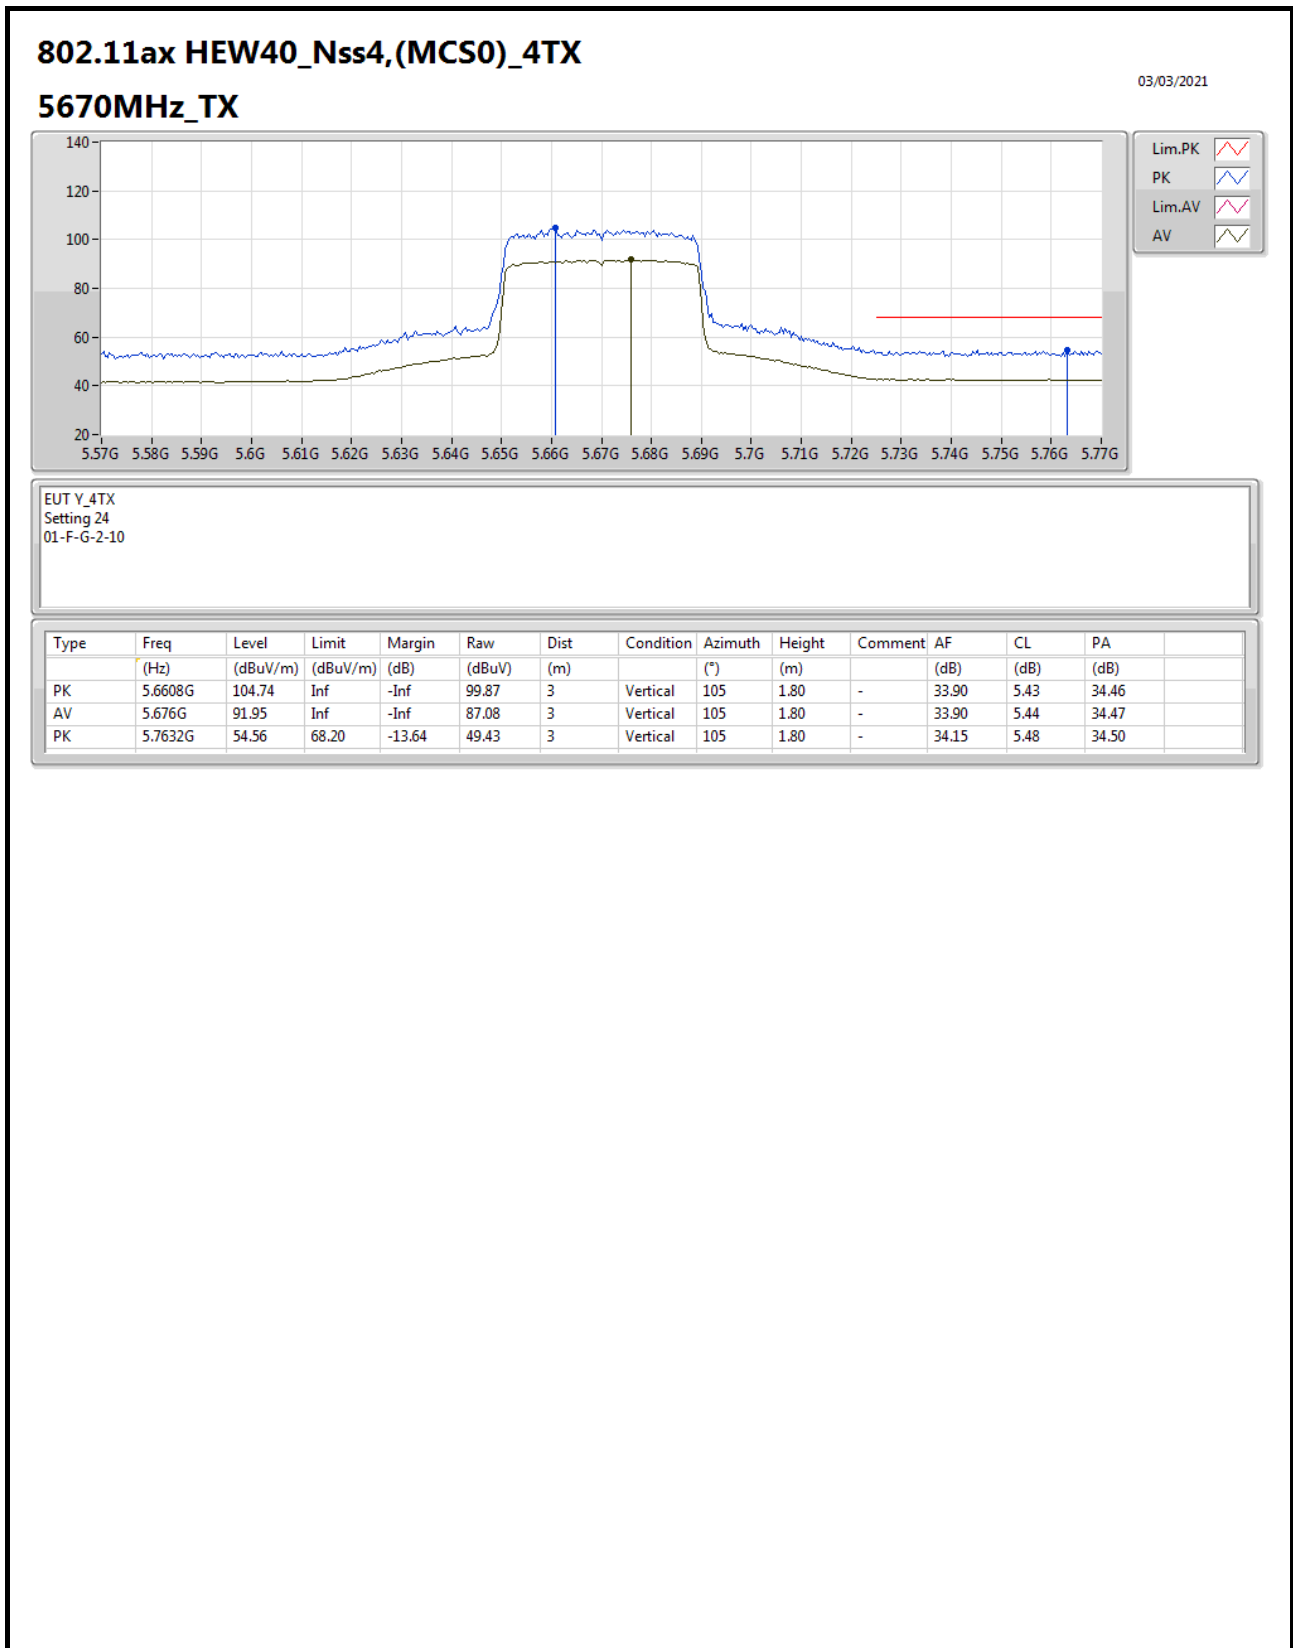 802.11ax HEW40_Nss4,(MCS0)_4TX
03/03/2021
5670MHz_TX
140
120
100
80
60
40
20
5.57G 5.58G 5.59G 5.6G 5.61G 5.62G 5.63G 5.64G 5.65G 5.66G 5.67G 5.68G 5.69G 5.7G 5.71G 5.72G 5.73G 5.74G 5.75G 5.76G 5.77G
Lim.PK
PK
Lim.AV
AV
EUT Y_4TX
Setting 24
01-F-G-2-10
Type Freq Level Limit Margin Raw Dist Condition Azimuth Height Comment AF CL PA
(Hz) (dBuV/m) (dBuV/m) (dB) (dBuV) (m) (°) (m) (dB) (dB) (dB)
PK 5.6608G 104.74 Inf -Inf 99.87 3 Vertical 105 1.80 - 33.90 5.43 34.46
AV 5.676G 91.95 Inf -Inf 87.08 3 Vertical 105 1.80 - 33.90 5.44 34.47
PK 5.7632G 54.56 68.20 -13.64 49.43 3 Vertical 105 1.80 - 34.15 5.48 34.50